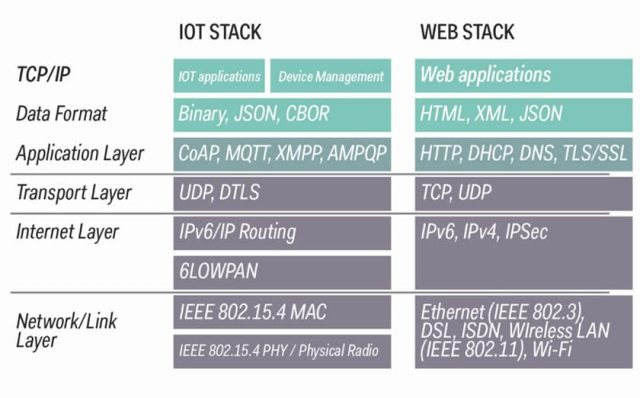 IOT STACK WEB STACK
TCP/IP IOT applications Device Management Web applications
Data Format Binary, JSON, CBOR HTML, XML, JSON
Application Layer CoAP, MQTT, XMPP, AMPQP HTTP, DHCP, DNS, TLS/SSL
Transport Layer UDP, DTLS TCP, UDP
Internet Layer IPv6/IP Routing IPv6, IPv4, IPSec
6LOWPAN
Network/Link
Layer
IEEE 802.15.4 MAC
IEEE 802.15.4 PHY / Physical Radio
Ethernet (IEEE 802.3),
DSL, ISDN, WIreless LAN
(IEEE 802.11), Wi-Fi